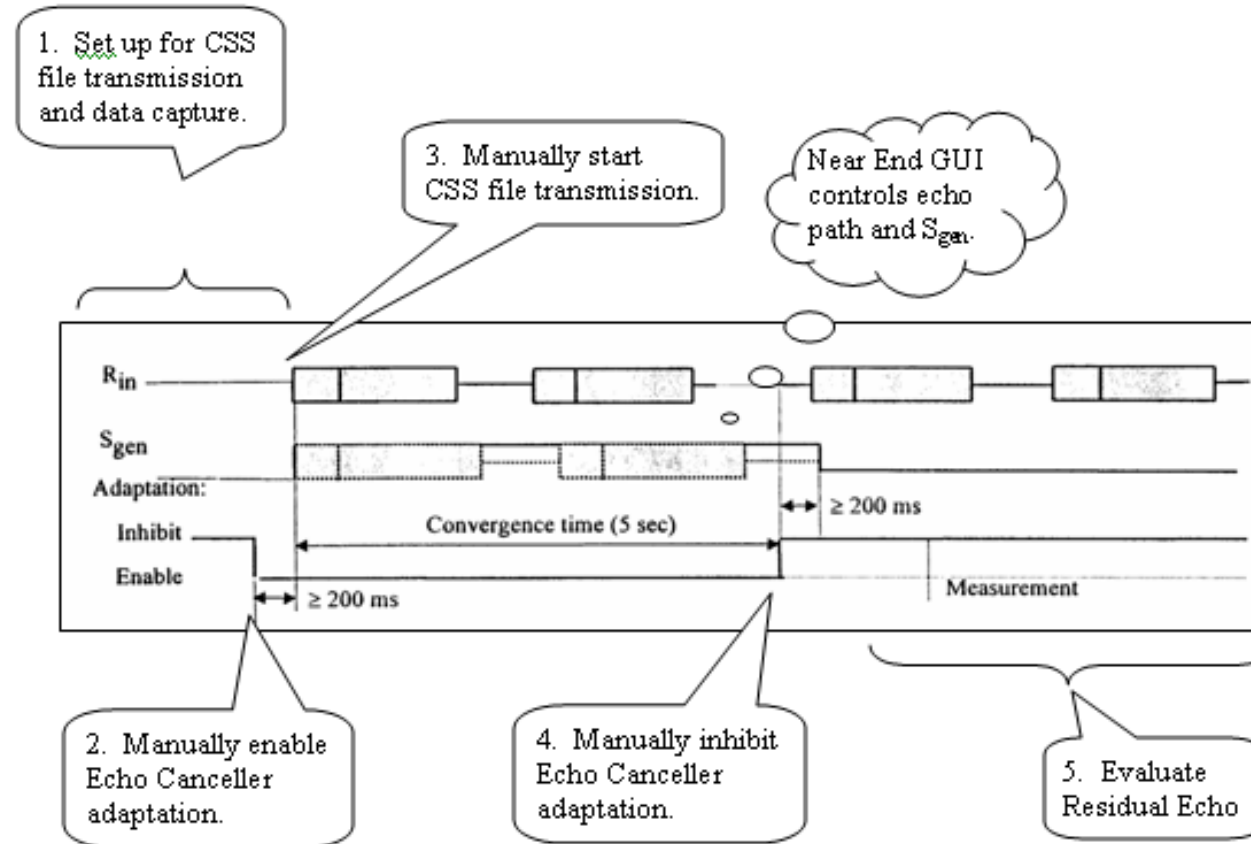 1. Set up for CSS
file transmission
and data capture.
3. Manually start
CSS file transmission.
Near End GUI
controls echo
path and Sgen.
Rin
Sgen
Adaptation:
Inhibit
Enable
Convergence time (5 sec)
≥ 200 ms
≥ 200 ms
Measurement
2. Manually enable
Echo Canceller
adaptation.
4. Manually inhibit
Echo Canceller
adaptation.
5. Evaluate
Residual Echo